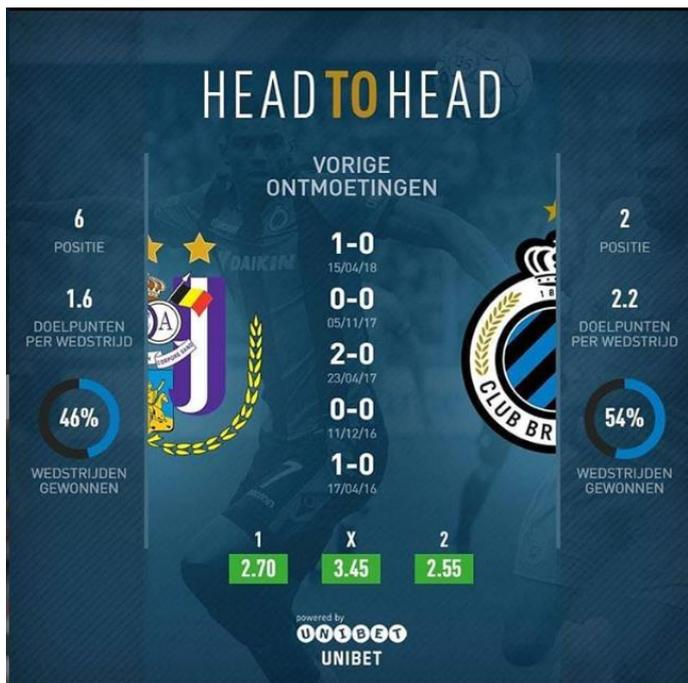 HEAD TO HEAD
VORIGE
ONTMOETINGEN
6
POSITIE
1.6
DOELPUNTEN
PER WEDSTRIJD
46%
WEDSTRIJDEN
GEWONNEN
DAIKIN
A
1-0
15/04/18
0-0
05/11/17
2-0
23/04/17
0-0
11/12/16
1-0
17/04/16
2
POSITIE
2.2
DOELPUNTEN
PER WEDSTRIJD
54%
WEDSTRIJDEN
GEWONNEN
18
CLUB BR
1 X 2
2.70 3.45 2.55
powered by
UNIBET
UNIBET